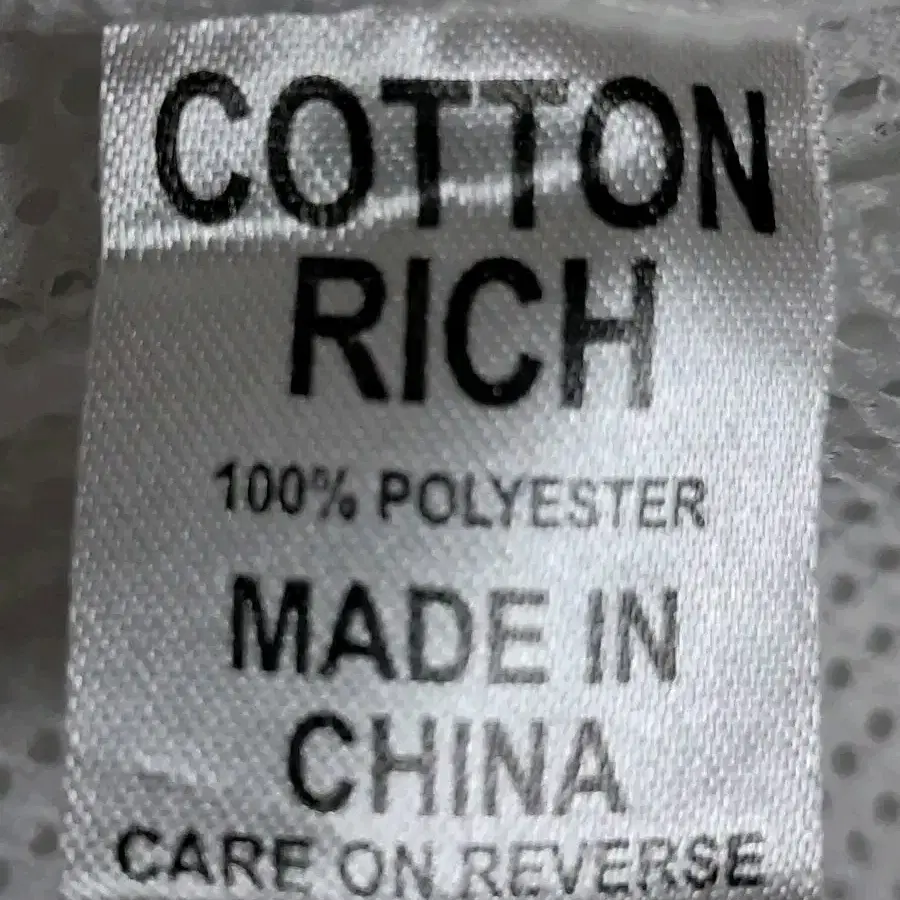 COTTON
RICH
100% POLYESTER
MADE IN
CHINA
CARE ON REVERSE